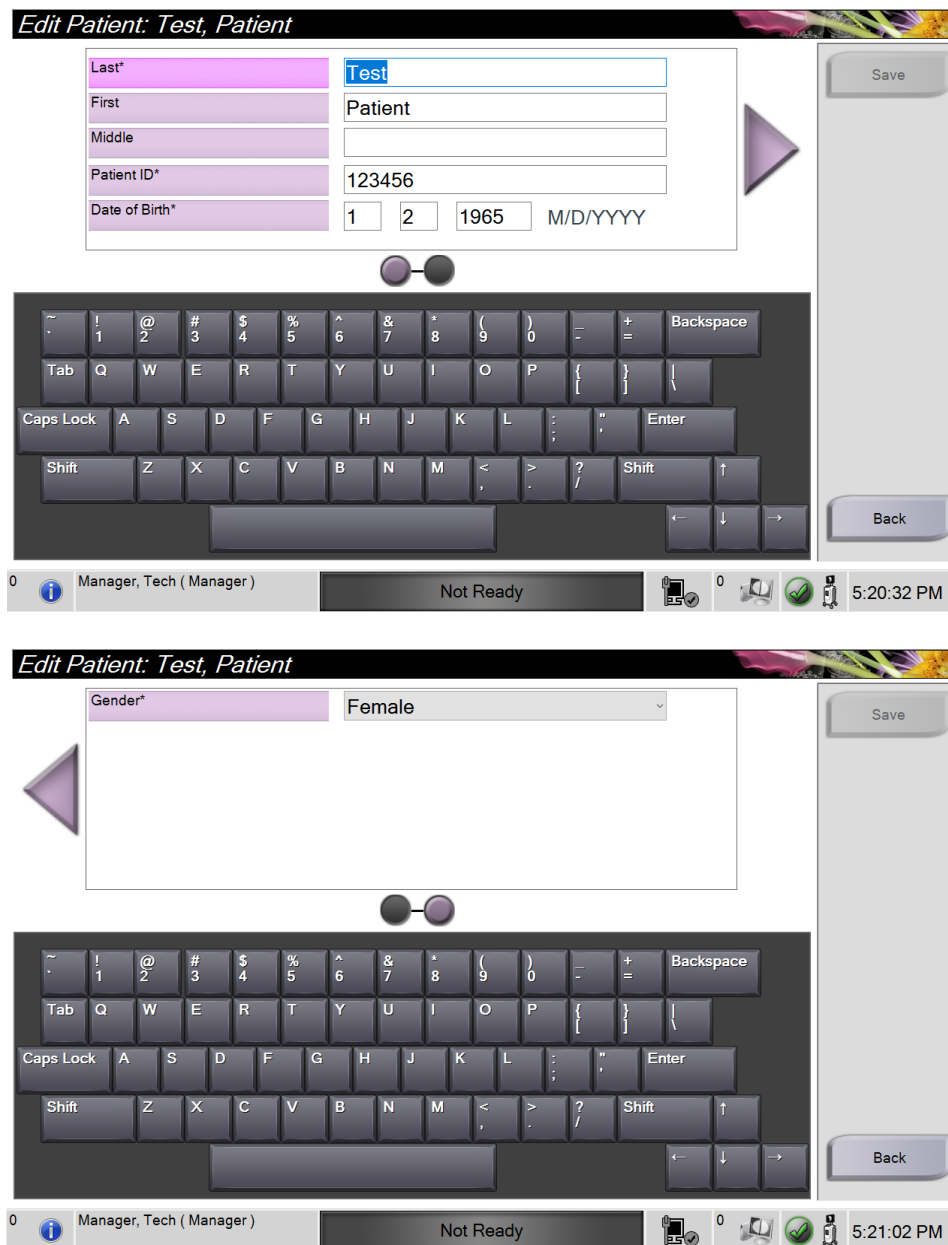 Edit Patient: Test, Patient
Last* Test
First Patient
Middle
Patient ID* 123456
Date of Birth* 1 2 1965 M/D/YYYY
Save
~ ` ! 1 @ 2 # 3 $ 4 % 5 ^ 6 & 7 * 8 ( 9 ) 0 _ - + = Backspace
Tab Q W E R T Y U I O P { [ } ] | \
Caps Lock A S D F G H J K L : ; " ' Enter
Shift Z X C V B N M < , > . ? / Shift ↑
← ↓ →
Back
0 Manager, Tech ( Manager ) Not Ready 0 5:20:32 PM
Edit Patient: Test, Patient
Gender* Female
Save
~ ` ! 1 @ 2 # 3 $ 4 % 5 ^ 6 & 7 * 8 ( 9 ) 0 _ - + = Backspace
Tab Q W E R T Y U I O P { [ } ] | \
Caps Lock A S D F G H J K L : ; " ' Enter
Shift Z X C V B N M < , > . ? / Shift ↑
← ↓ →
Back
0 Manager, Tech ( Manager ) Not Ready 0 5:21:02 PM